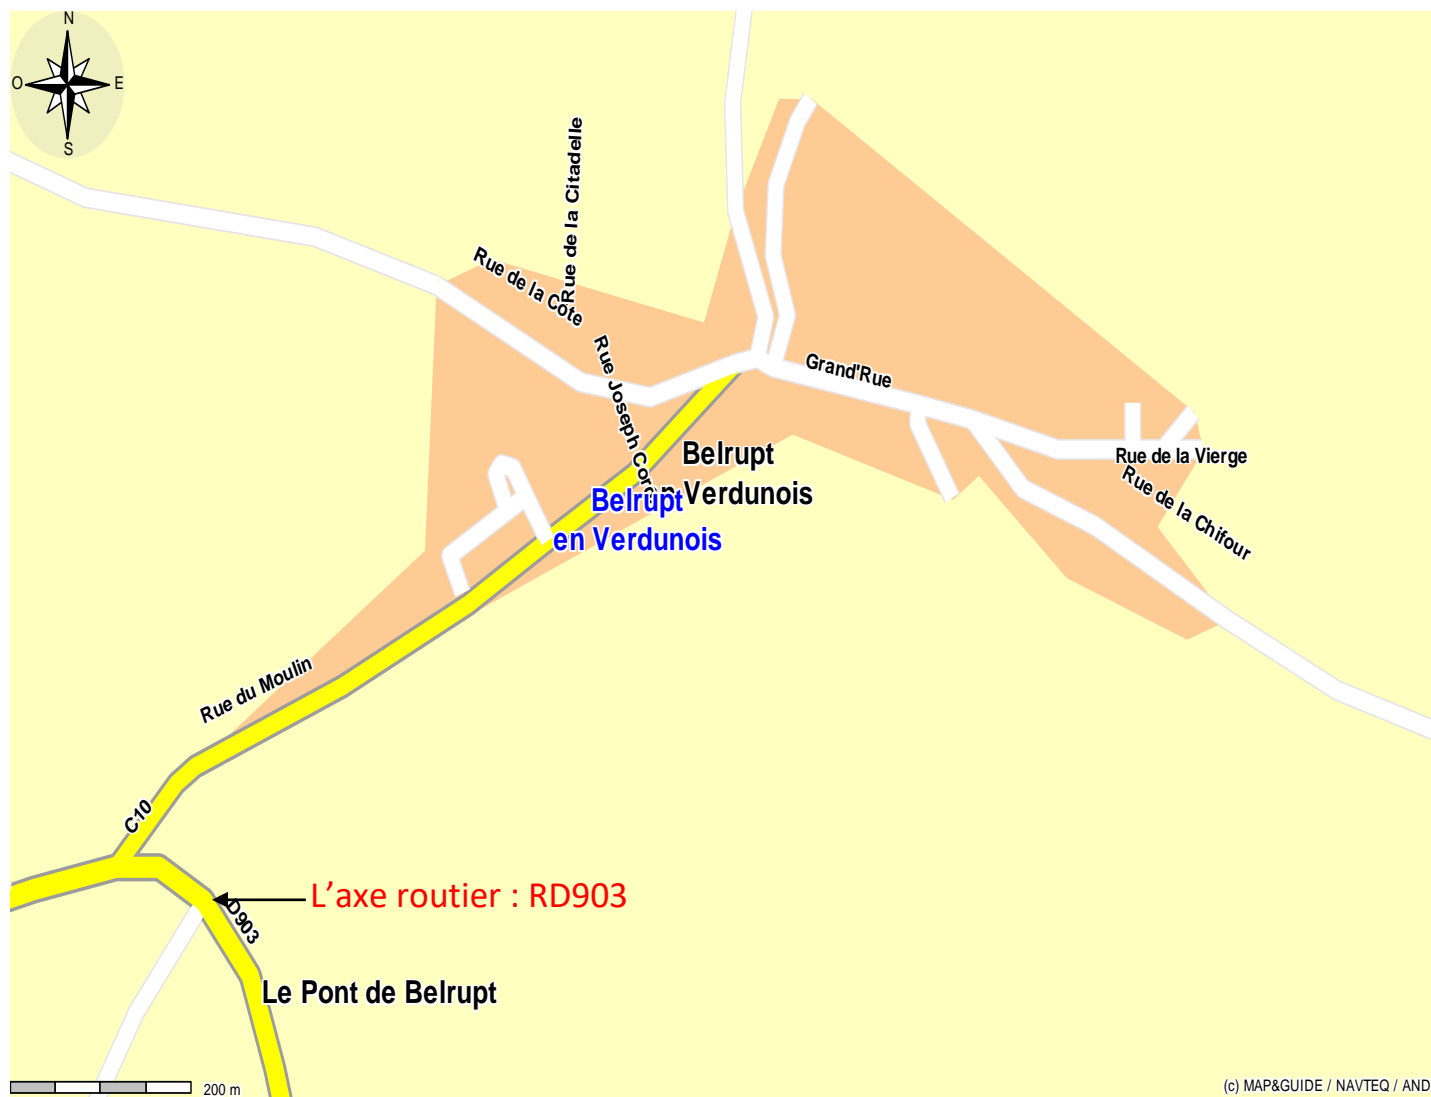 N
O
E
S
Rue de la Citadelle
Rue de la Côte
Rue Joseph Cor
Grand'Rue
Belrupt
Verdunois
Belrupt
en Verdunois
Rue de la Vierge
Rue de la Chifour
Rue du Moulin
C10
L’axe routier : RD903
D903
Le Pont de Belrupt
200 m
(c) MAP&GUIDE / NAVTEQ / AND